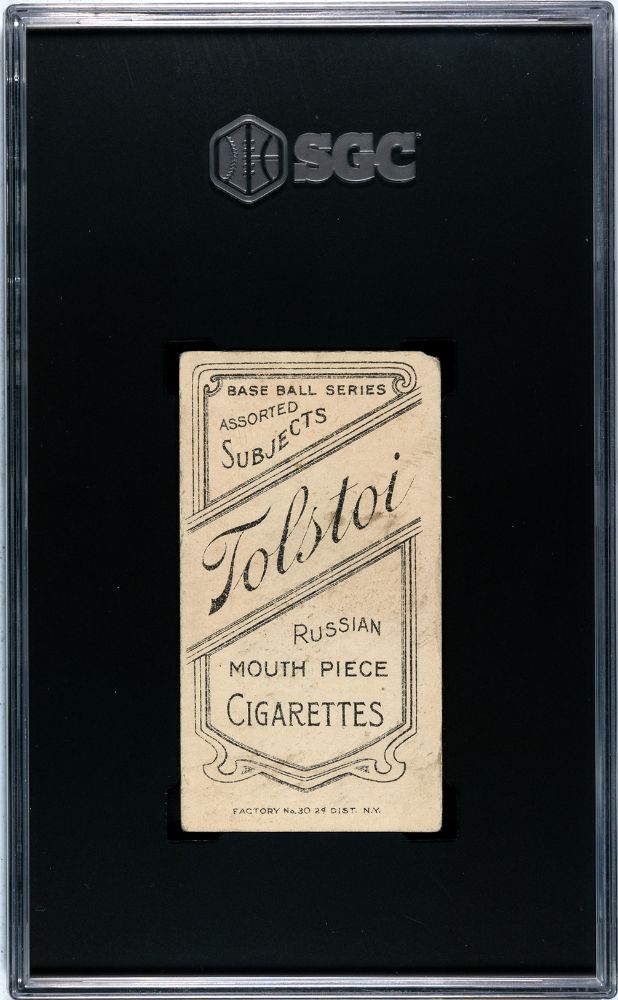 SGC
BASE BALL SERIES
ASSORTED
SUBJECTS
Tolstoi
RUSSIAN
MOUTH PIECE
CIGARETTES
FACTORY No. 30 2d DIST. N.Y.